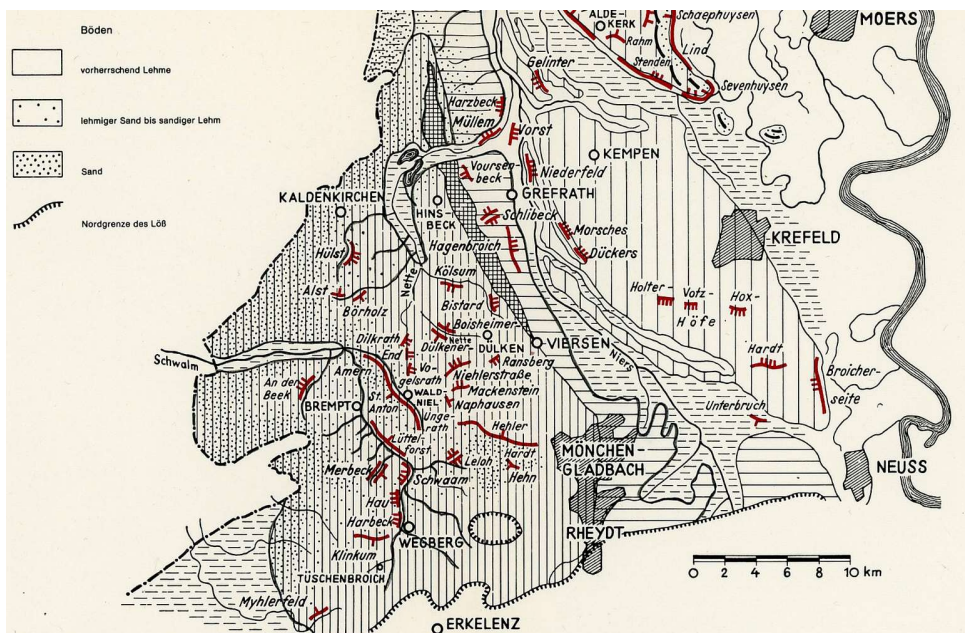 Böden
vorherrschend Lehme
lehmiger Sand bis sandiger Lehm
Sand
Nordgrenze des Löß
ALDE-
KERK
Schaephuysen
MOERS
Rahm
Lind
Stenden
Sevenhuysen
Gelinter
Harzbeck
Müllem
Vorst
KEMPEN
Voursen-
beck
Niederfeld
GREFRATH
KALDENKIRCHEN
HINS-
BECK
Schlibeck
Hagenbroich
Morsches
Dückers
KREFELD
Hülst
Nette
Kölsum
Alst
Börholz
Bistard
Holter-
Votz-
Hox-
Höfe
Boisheimer-
Nette
Dülkener-
DÜLKEN
VIERSEN
Niers
Dilkrath
End
Ransberg
Hardt
Schwalm
Amern
Vo-
gelsrath
Niehlerstraße
Broicher-
seite
An der
Beek
St.
Anton
WALD-
NIEL
Mackenstein
Naphausen
BREMPT
Unge-
rath
Unterbruch
Hehler
Lüttel-
forst
MÖNCHEN-
GLADBACH
Hardt
Hehn
Leloh
NEUSS
Merbeck
Schwaam
Hau
Harbeck
RHEYDT
WEGBERG
Klinkum
TÜSCHENBROICH
0 2 4 6 8 10 km
Myhlerfeld
ERKELENZ